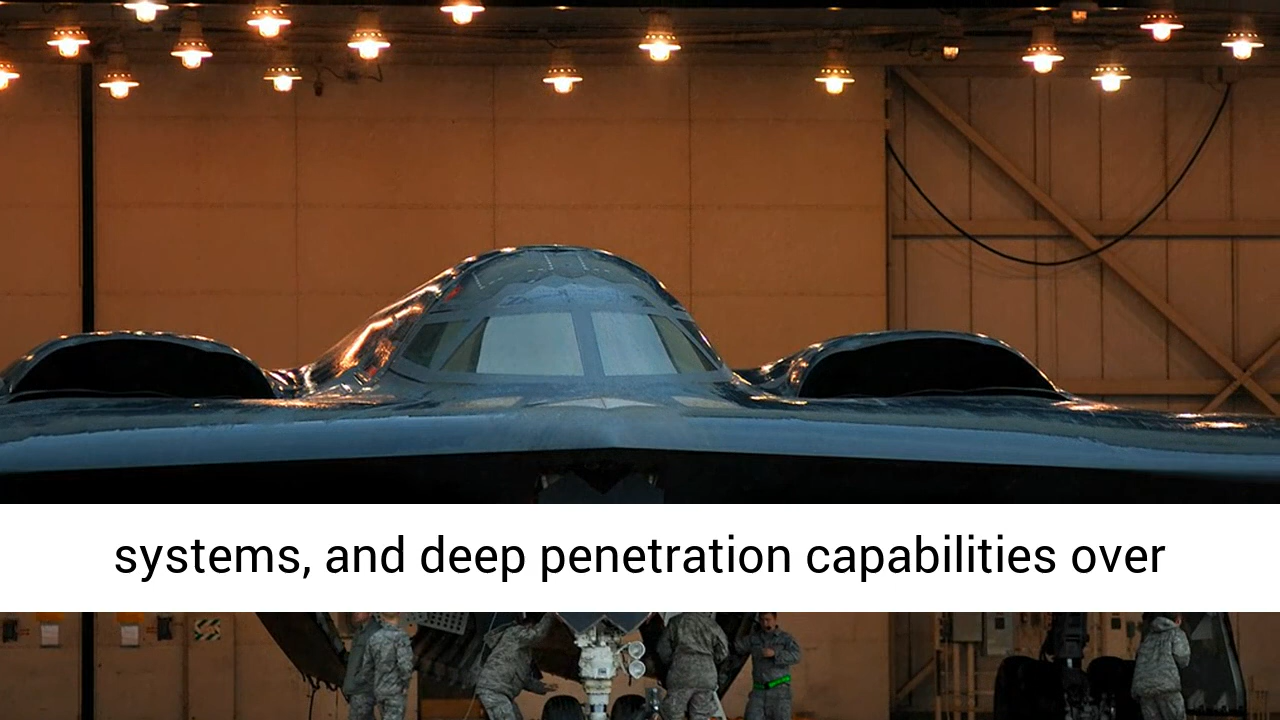 systems, and deep penetration capabilities over